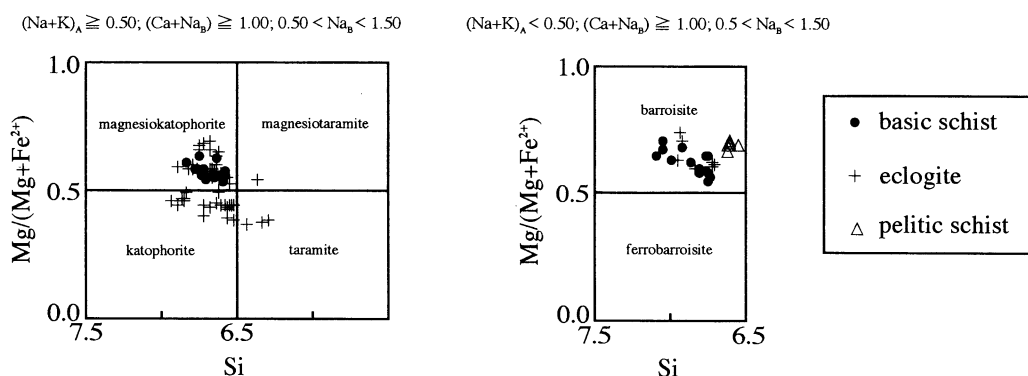 (Na+K)A ≧ 0.50; (Ca+NaB) ≧ 1.00; 0.50 < NaB < 1.50
1.0
magnesiokatophorite
magnesiotaramite
0.5
katophorite
taramite
0.0
7.5
6.5
Si
Mg/(Mg+Fe2+)
(Na+K)A < 0.50; (Ca+NaB) ≧ 1.00; 0.5 < NaB < 1.50
1.0
barroisite
0.5
ferrobarroisite
0.0
7.5
6.5
Si
Mg/(Mg+Fe2+)
basic schist
eclogite
pelitic schist